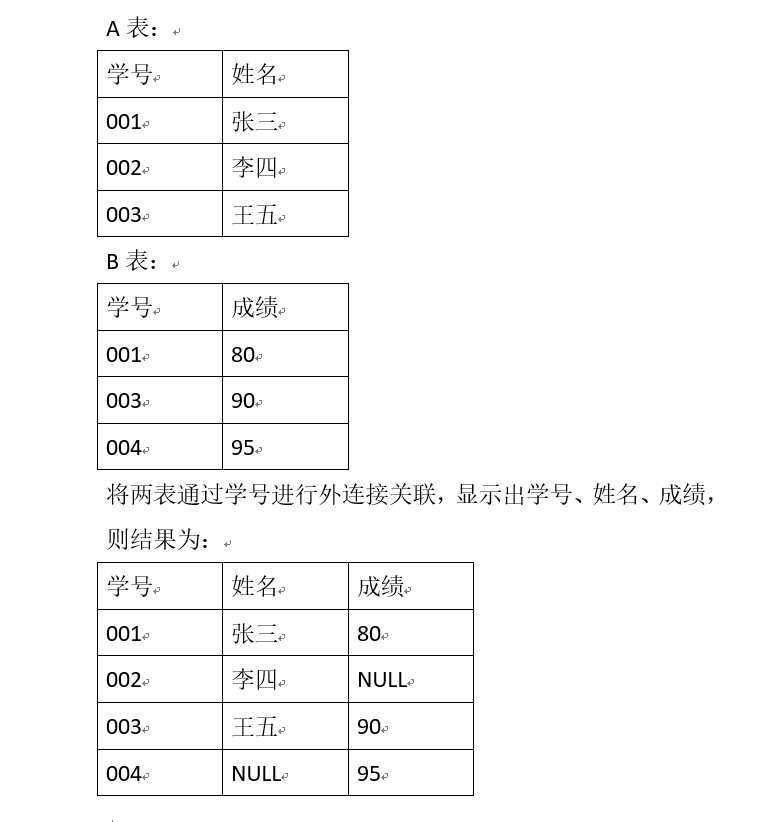 A 表：
学号 姓名
001 张三
002 李四
003 王五
B 表：
学号 成绩
001 80
003 90
004 95
将两表通过学号进行外连接关联，显示出学号、姓名、成绩，
则结果为：
学号 姓名 成绩
001 张三 80
002 李四 NULL
003 王五 90
004 NULL 95